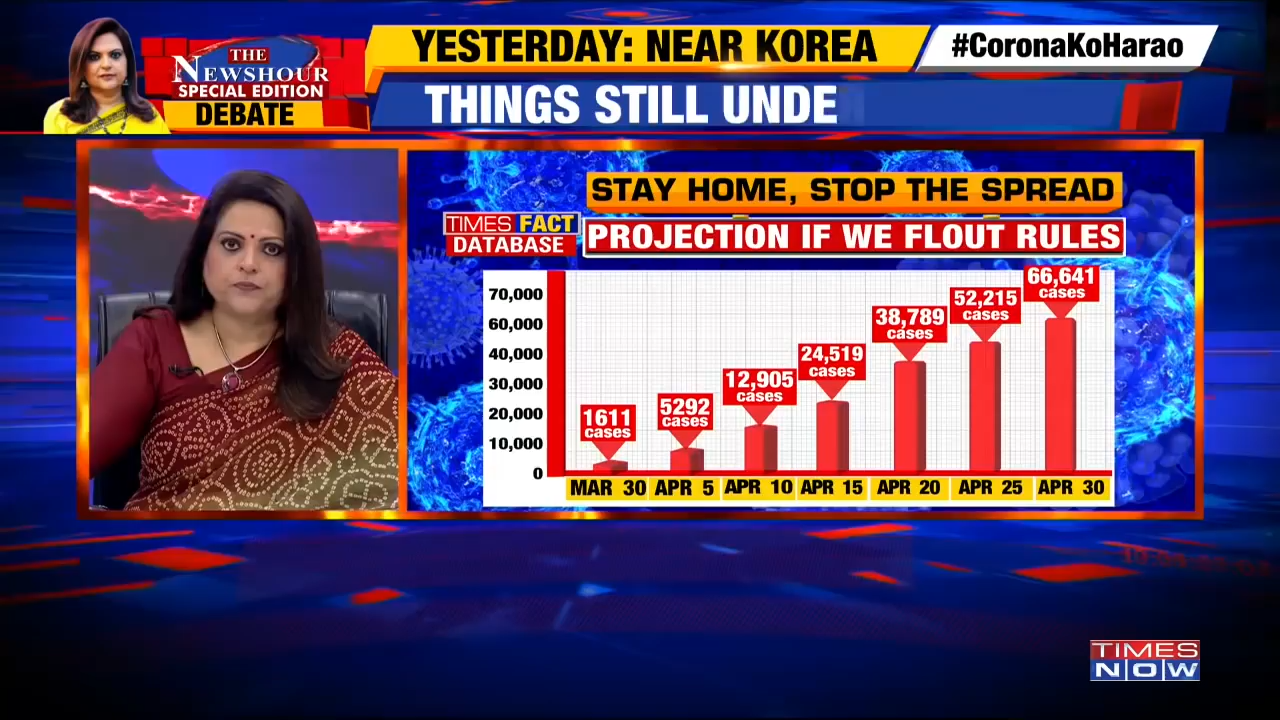 THE
NEWSHOUR
SPECIAL EDITION
DEBATE
YESTERDAY: NEAR KOREA
#CoronaKoHarao
THINGS STILL UNDE
STAY HOME, STOP THE SPREAD
TIMES FACT
DATABASE
PROJECTION IF WE FLOUT RULES
70,000
60,000
40,000
30,000
20,000
10,000
0
1611
cases
5292
cases
12,905
cases
24,519
cases
38,789
cases
52,215
cases
66,641
cases
MAR 30
APR 5
APR 10
APR 15
APR 20
APR 25
APR 30
TIMES
NOW